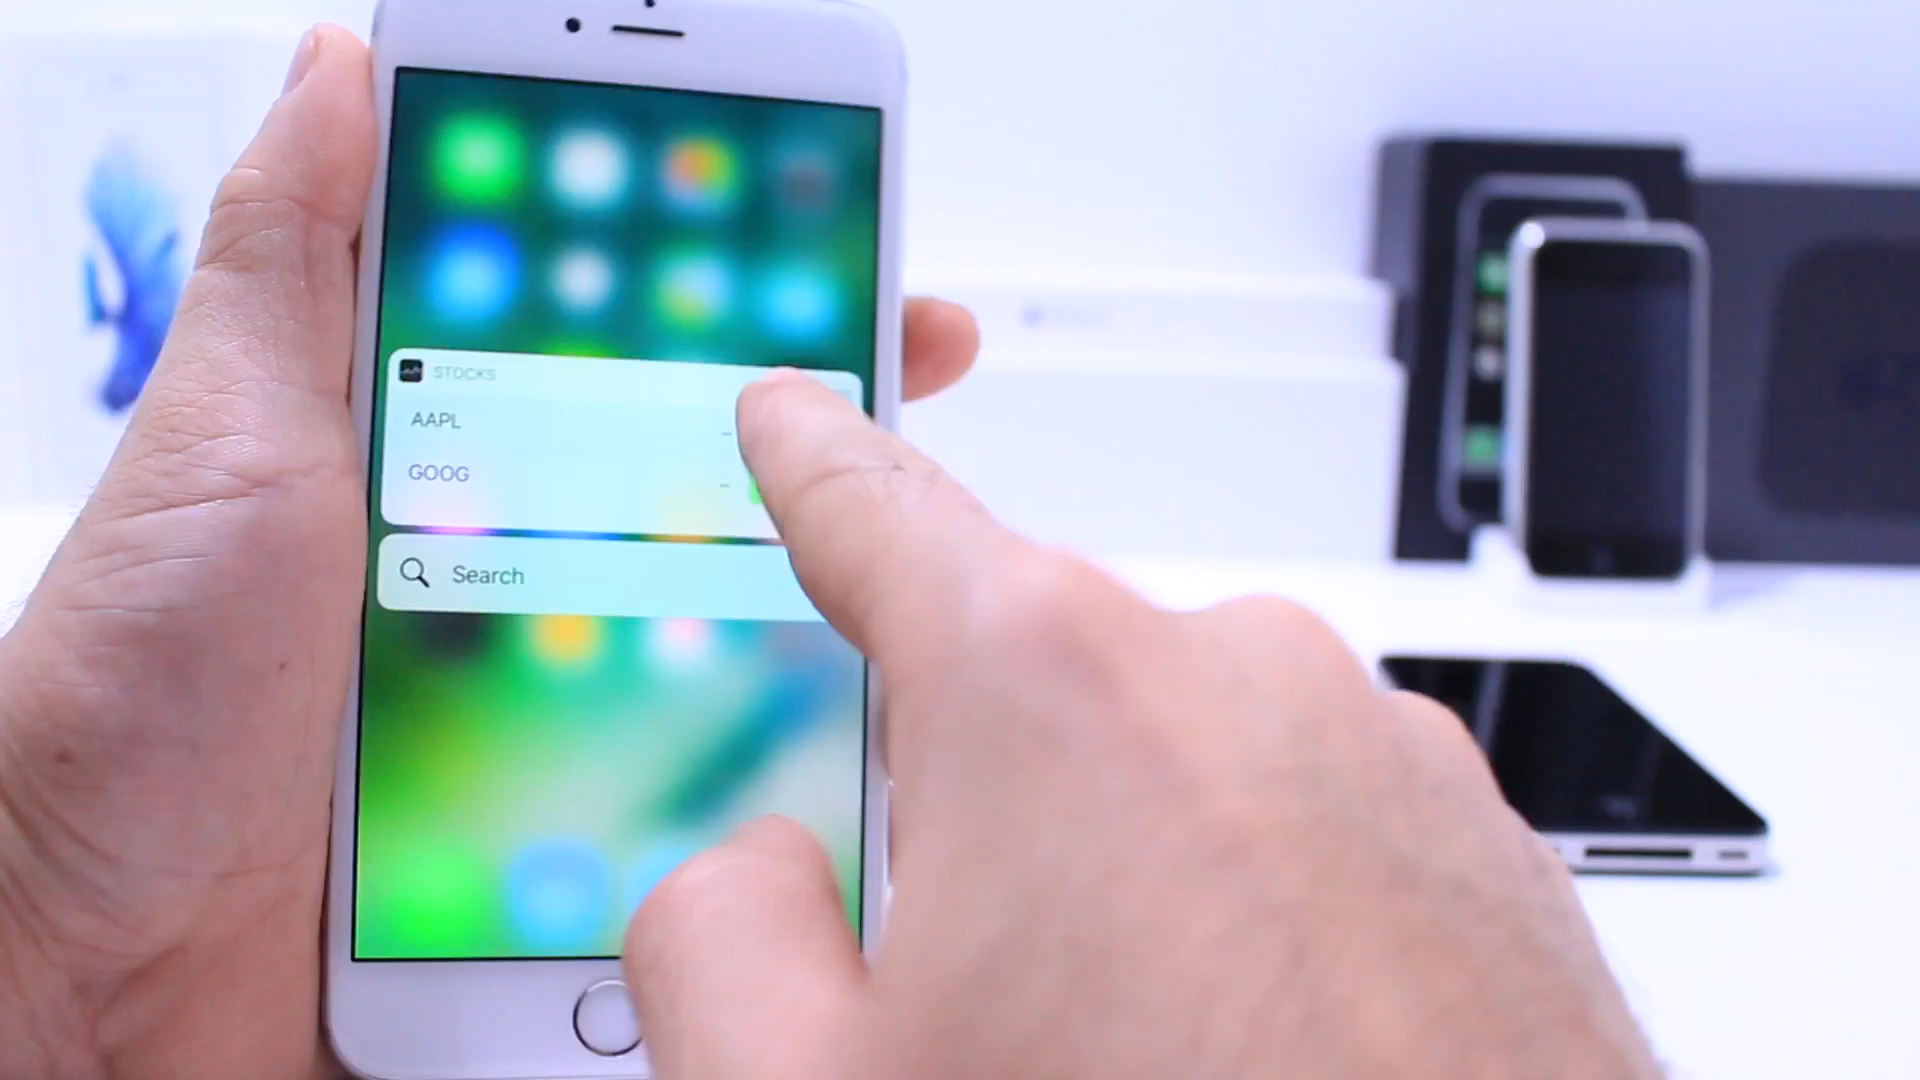 STOCKS
AAPL
–
GOOG
–
Search